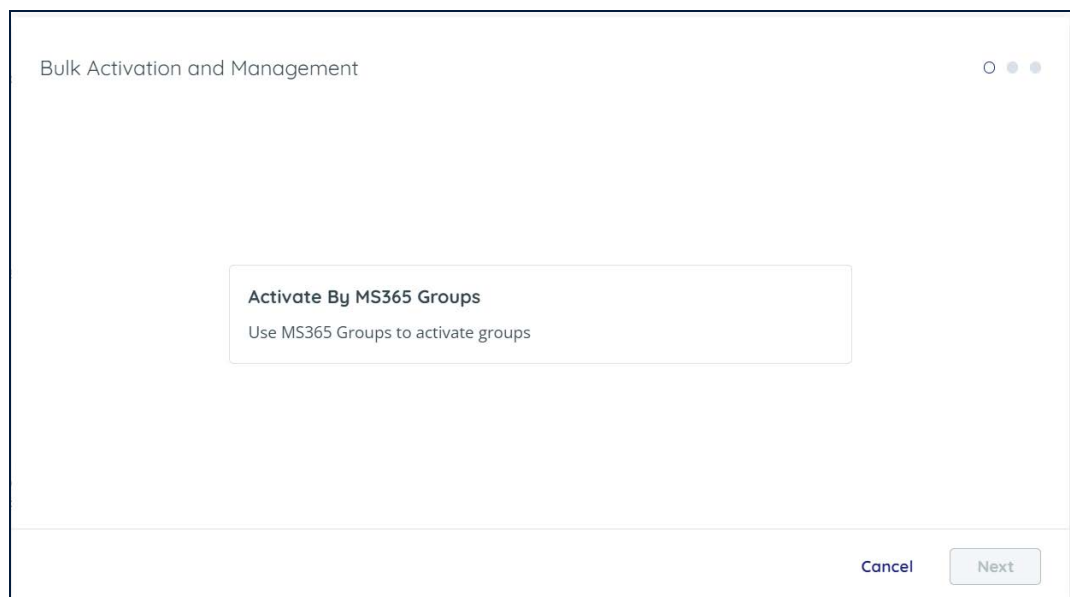 Bulk Activation and Management
Activate By MS365 Groups
Use MS365 Groups to activate groups
Cancel
Next